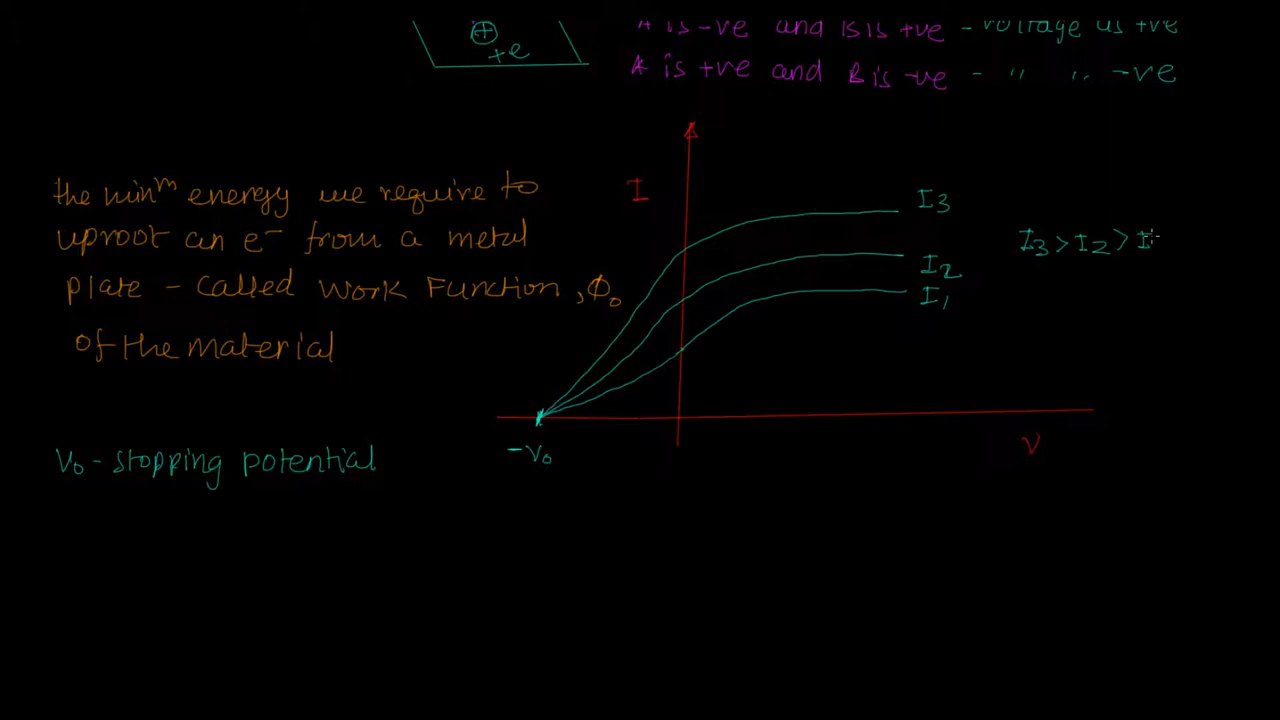 A is -ve and B is +ve - voltage is +ve
A is +ve and B is -ve - " " -ve
⊕
+e
the minᵐ energy we require to
uproot an e⁻ from a metal
plate - called Work Function, Φ₀
of the material
V₀ - stopping potential
I
I₃
I₂
I₁
I₃ > I₂ > I
-V₀
V